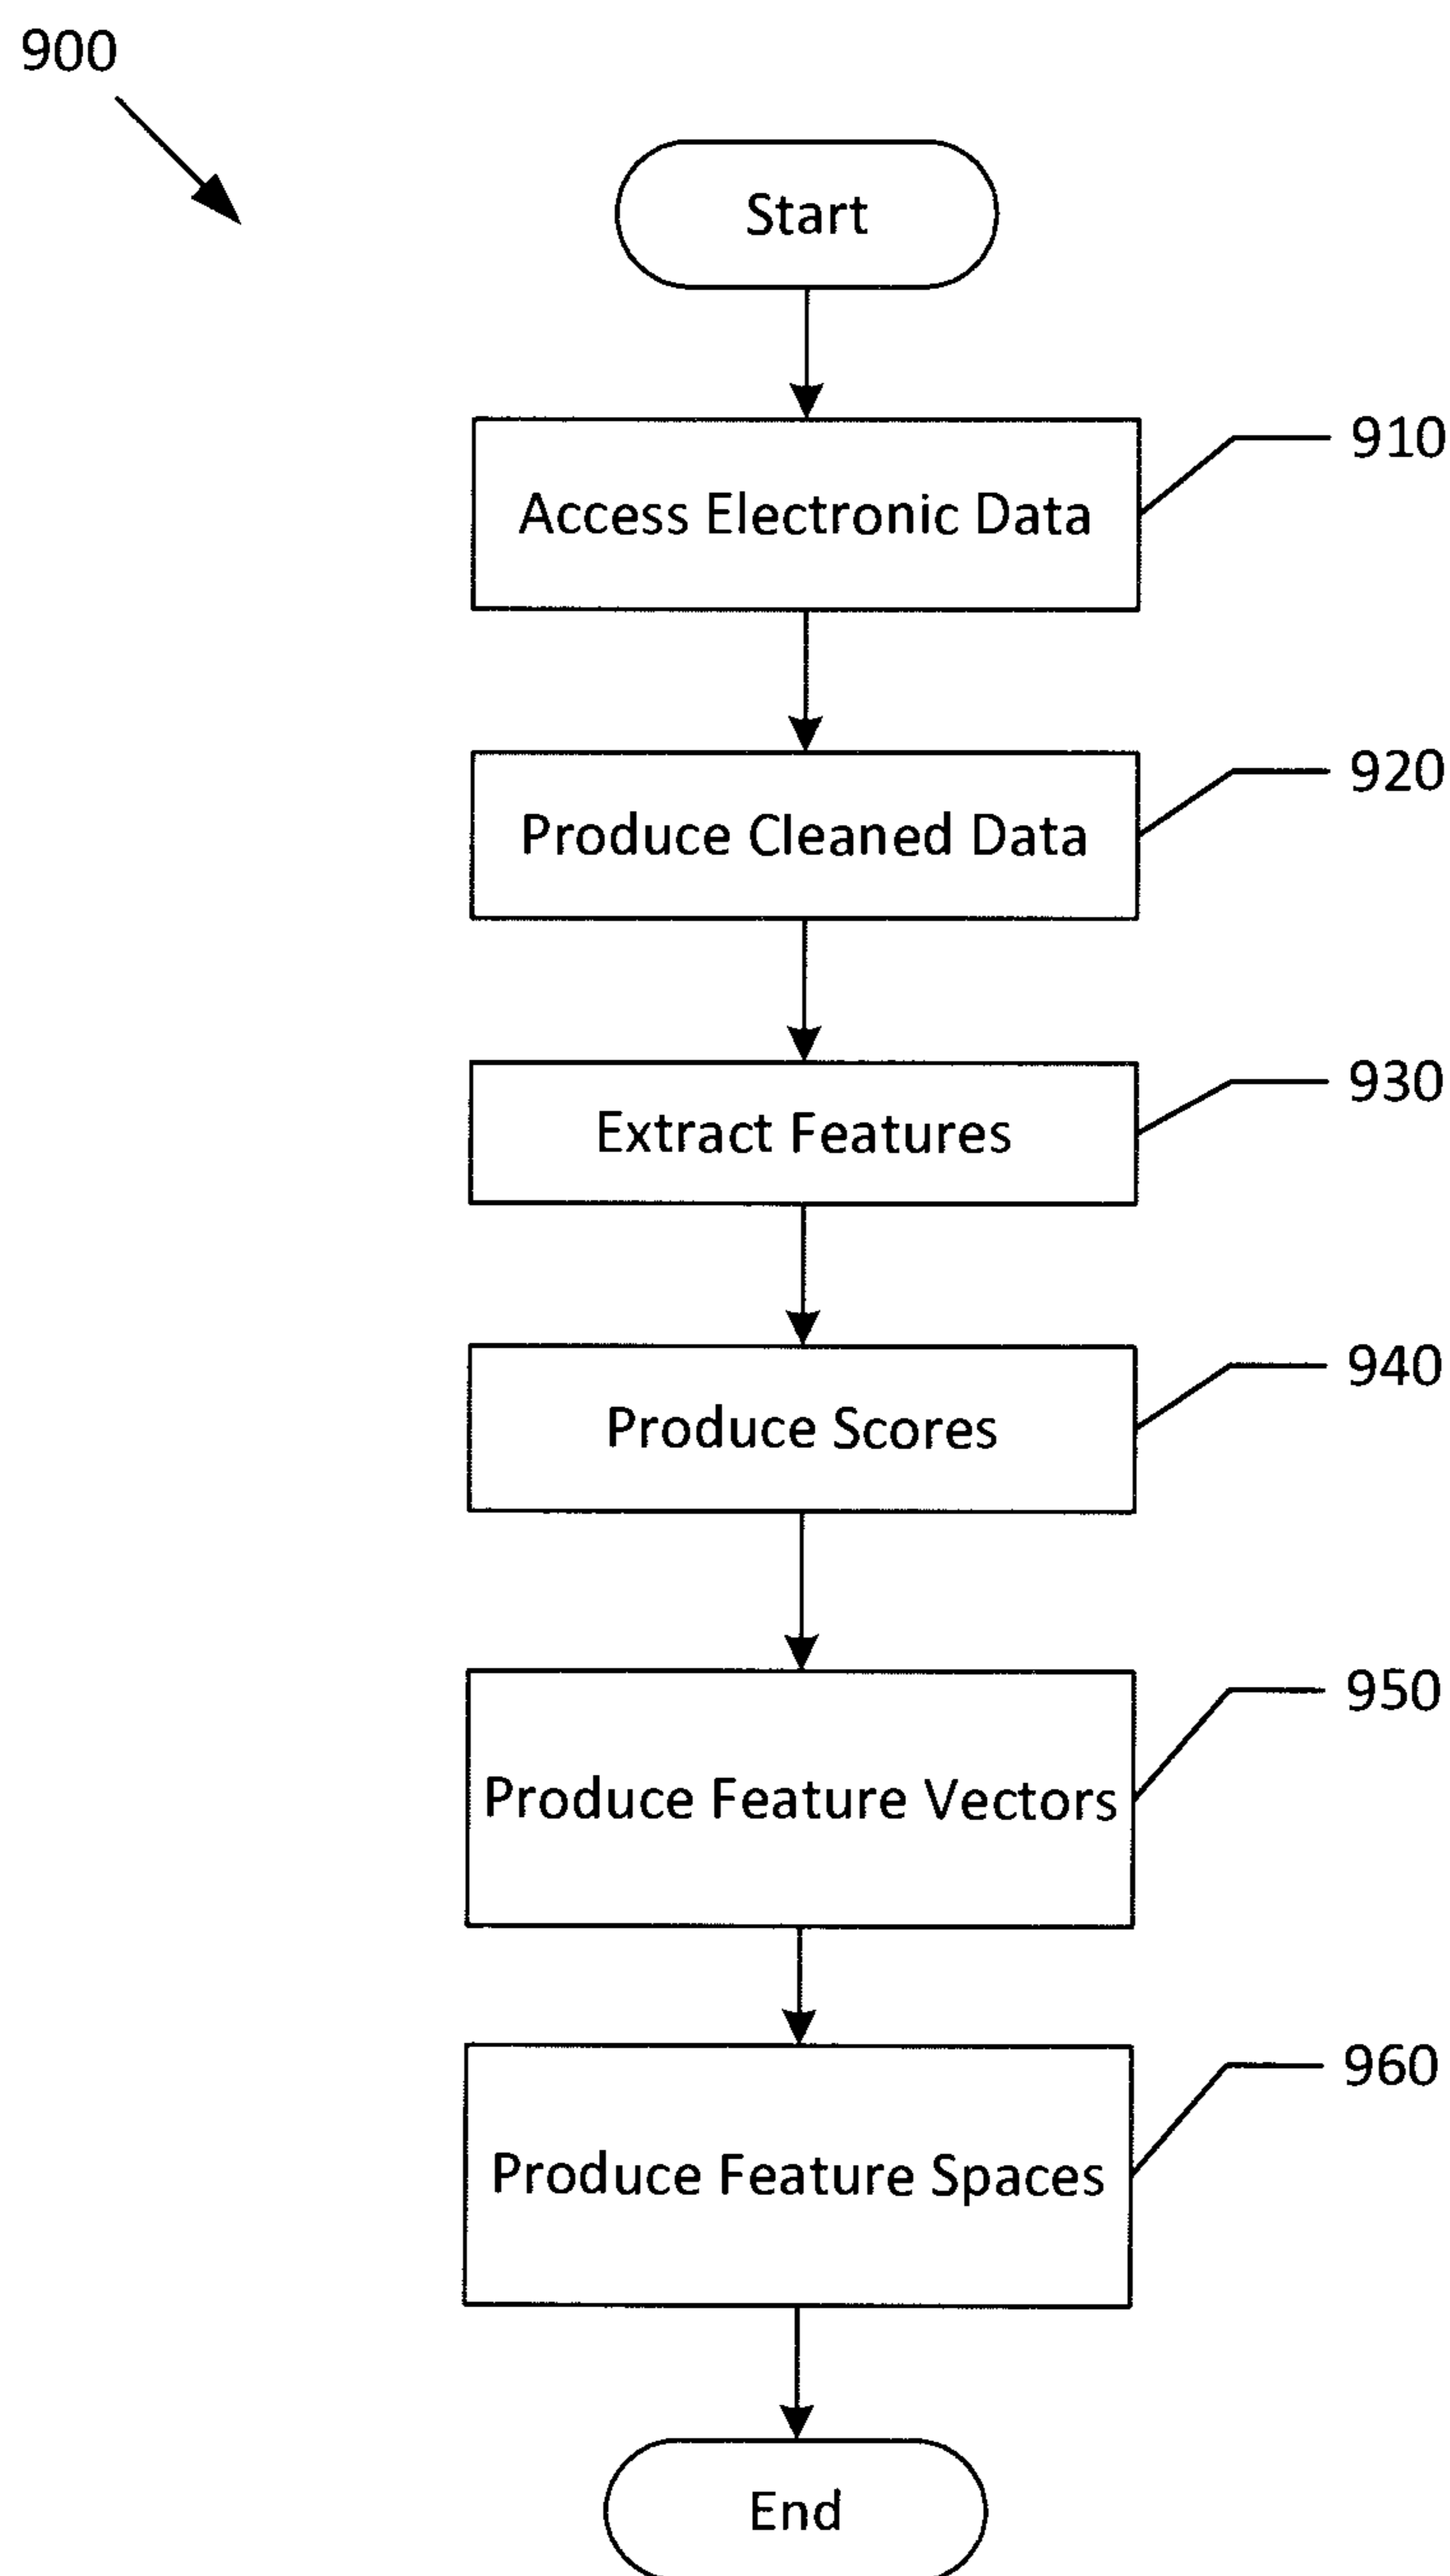 900
Start
910
Access Electronic Data
920
Produce Cleaned Data
930
Extract Features
940
Produce Scores
950
Produce Feature Vectors
960
Produce Feature Spaces
End